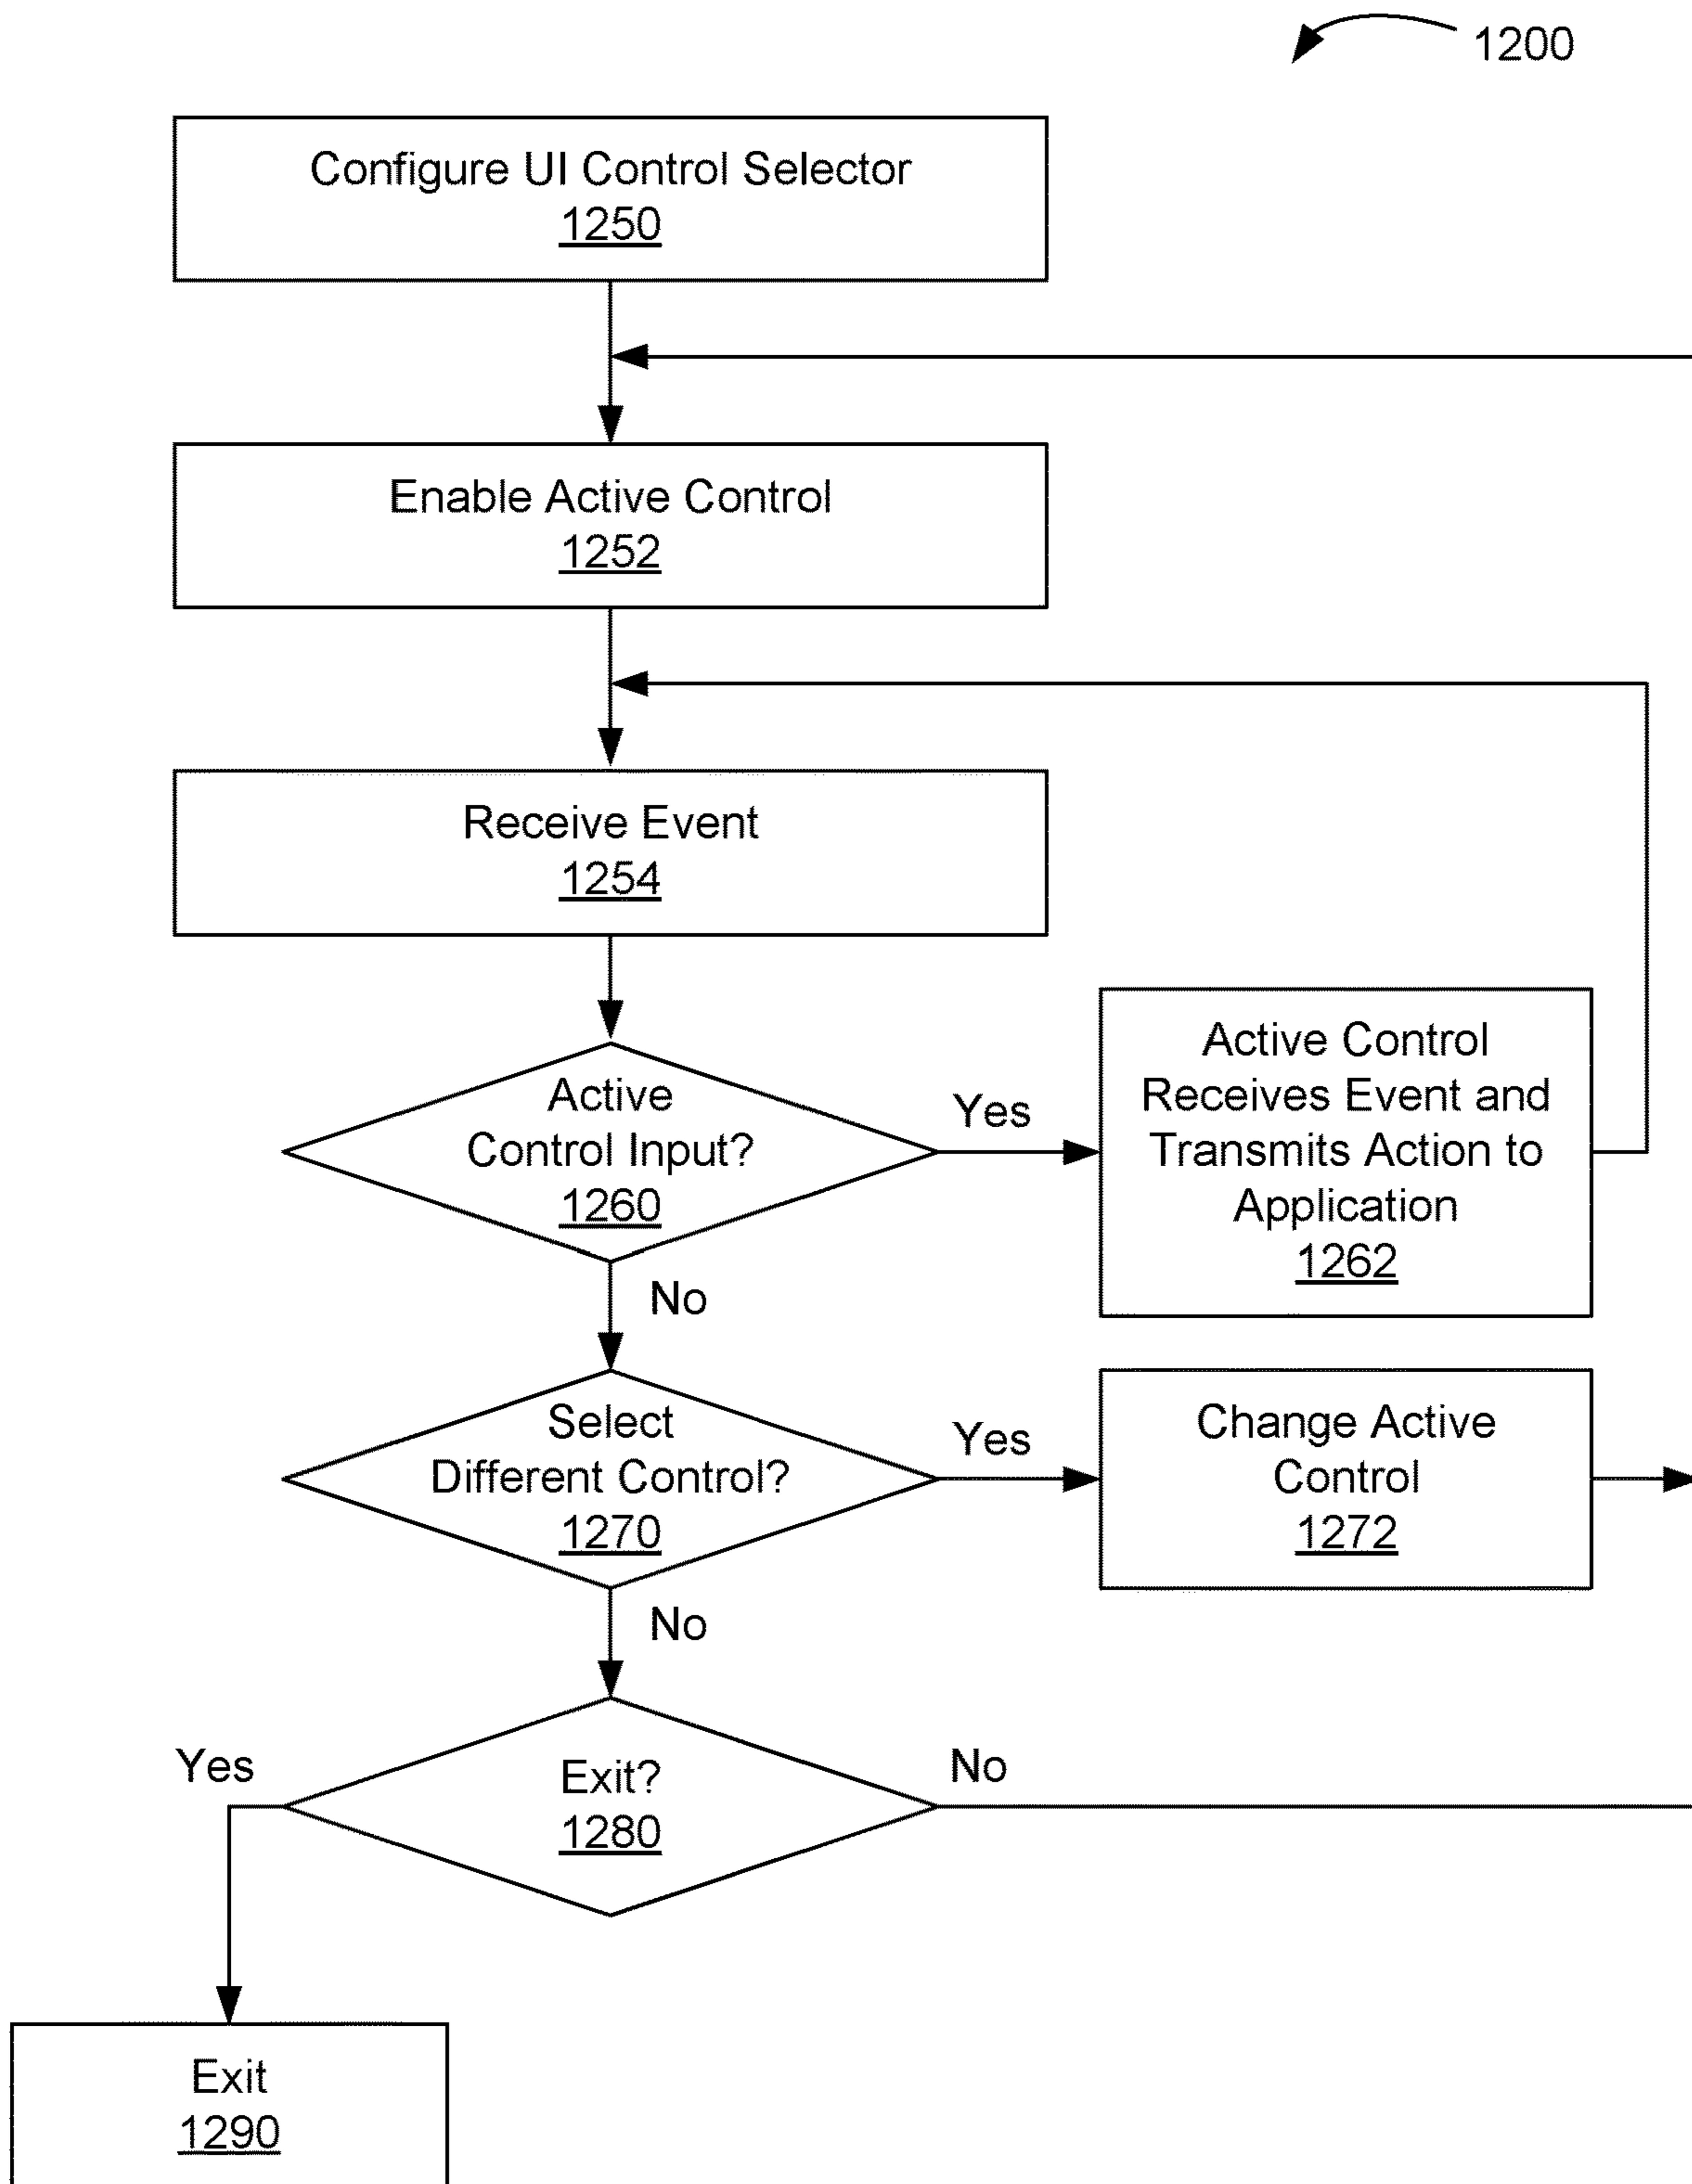 1200
Configure UI Control Selector
1250
Enable Active Control
1252
Receive Event
1254
Active
Control Input?
1260
Yes
Active Control
Receives Event and
Transmits Action to
Application
1262
No
Select
Different Control?
1270
Yes
Change Active
Control
1272
No
Yes
Exit?
1280
No
Exit
1290